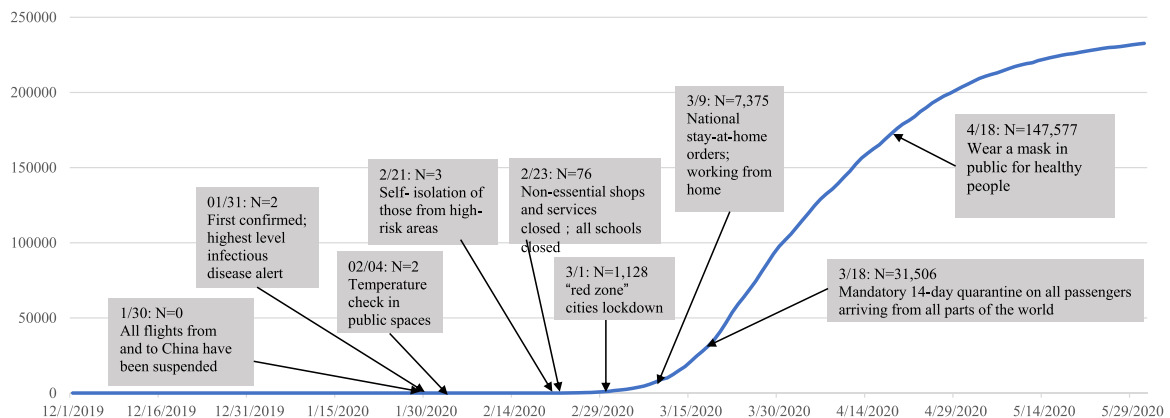 250000
200000
150000
100000
50000
0
1/30: N=0
All flights from
and to China have
been suspended
01/31: N=2
First confirmed;
highest level
infectious
disease alert
02/04: N=2
Temperature
check in
public spaces
2/21: N=3
Self- isolation of
those from high-
risk areas
2/23: N=76
Non-essential shops
and services
closed；all schools
closed
3/1: N=1,128
“red zone”
cities lockdown
3/9: N=7,375
National
stay-at-home
orders;
working from
home
3/18: N=31,506
Mandatory 14-day quarantine on all passengers
arriving from all parts of the world
4/18: N=147,577
Wear a mask in
public for healthy
people
12/1/2019 12/16/2019 12/31/2019 1/15/2020 1/30/2020 2/14/2020 2/29/2020 3/15/2020 3/30/2020 4/14/2020 4/29/2020 5/14/2020 5/29/2020